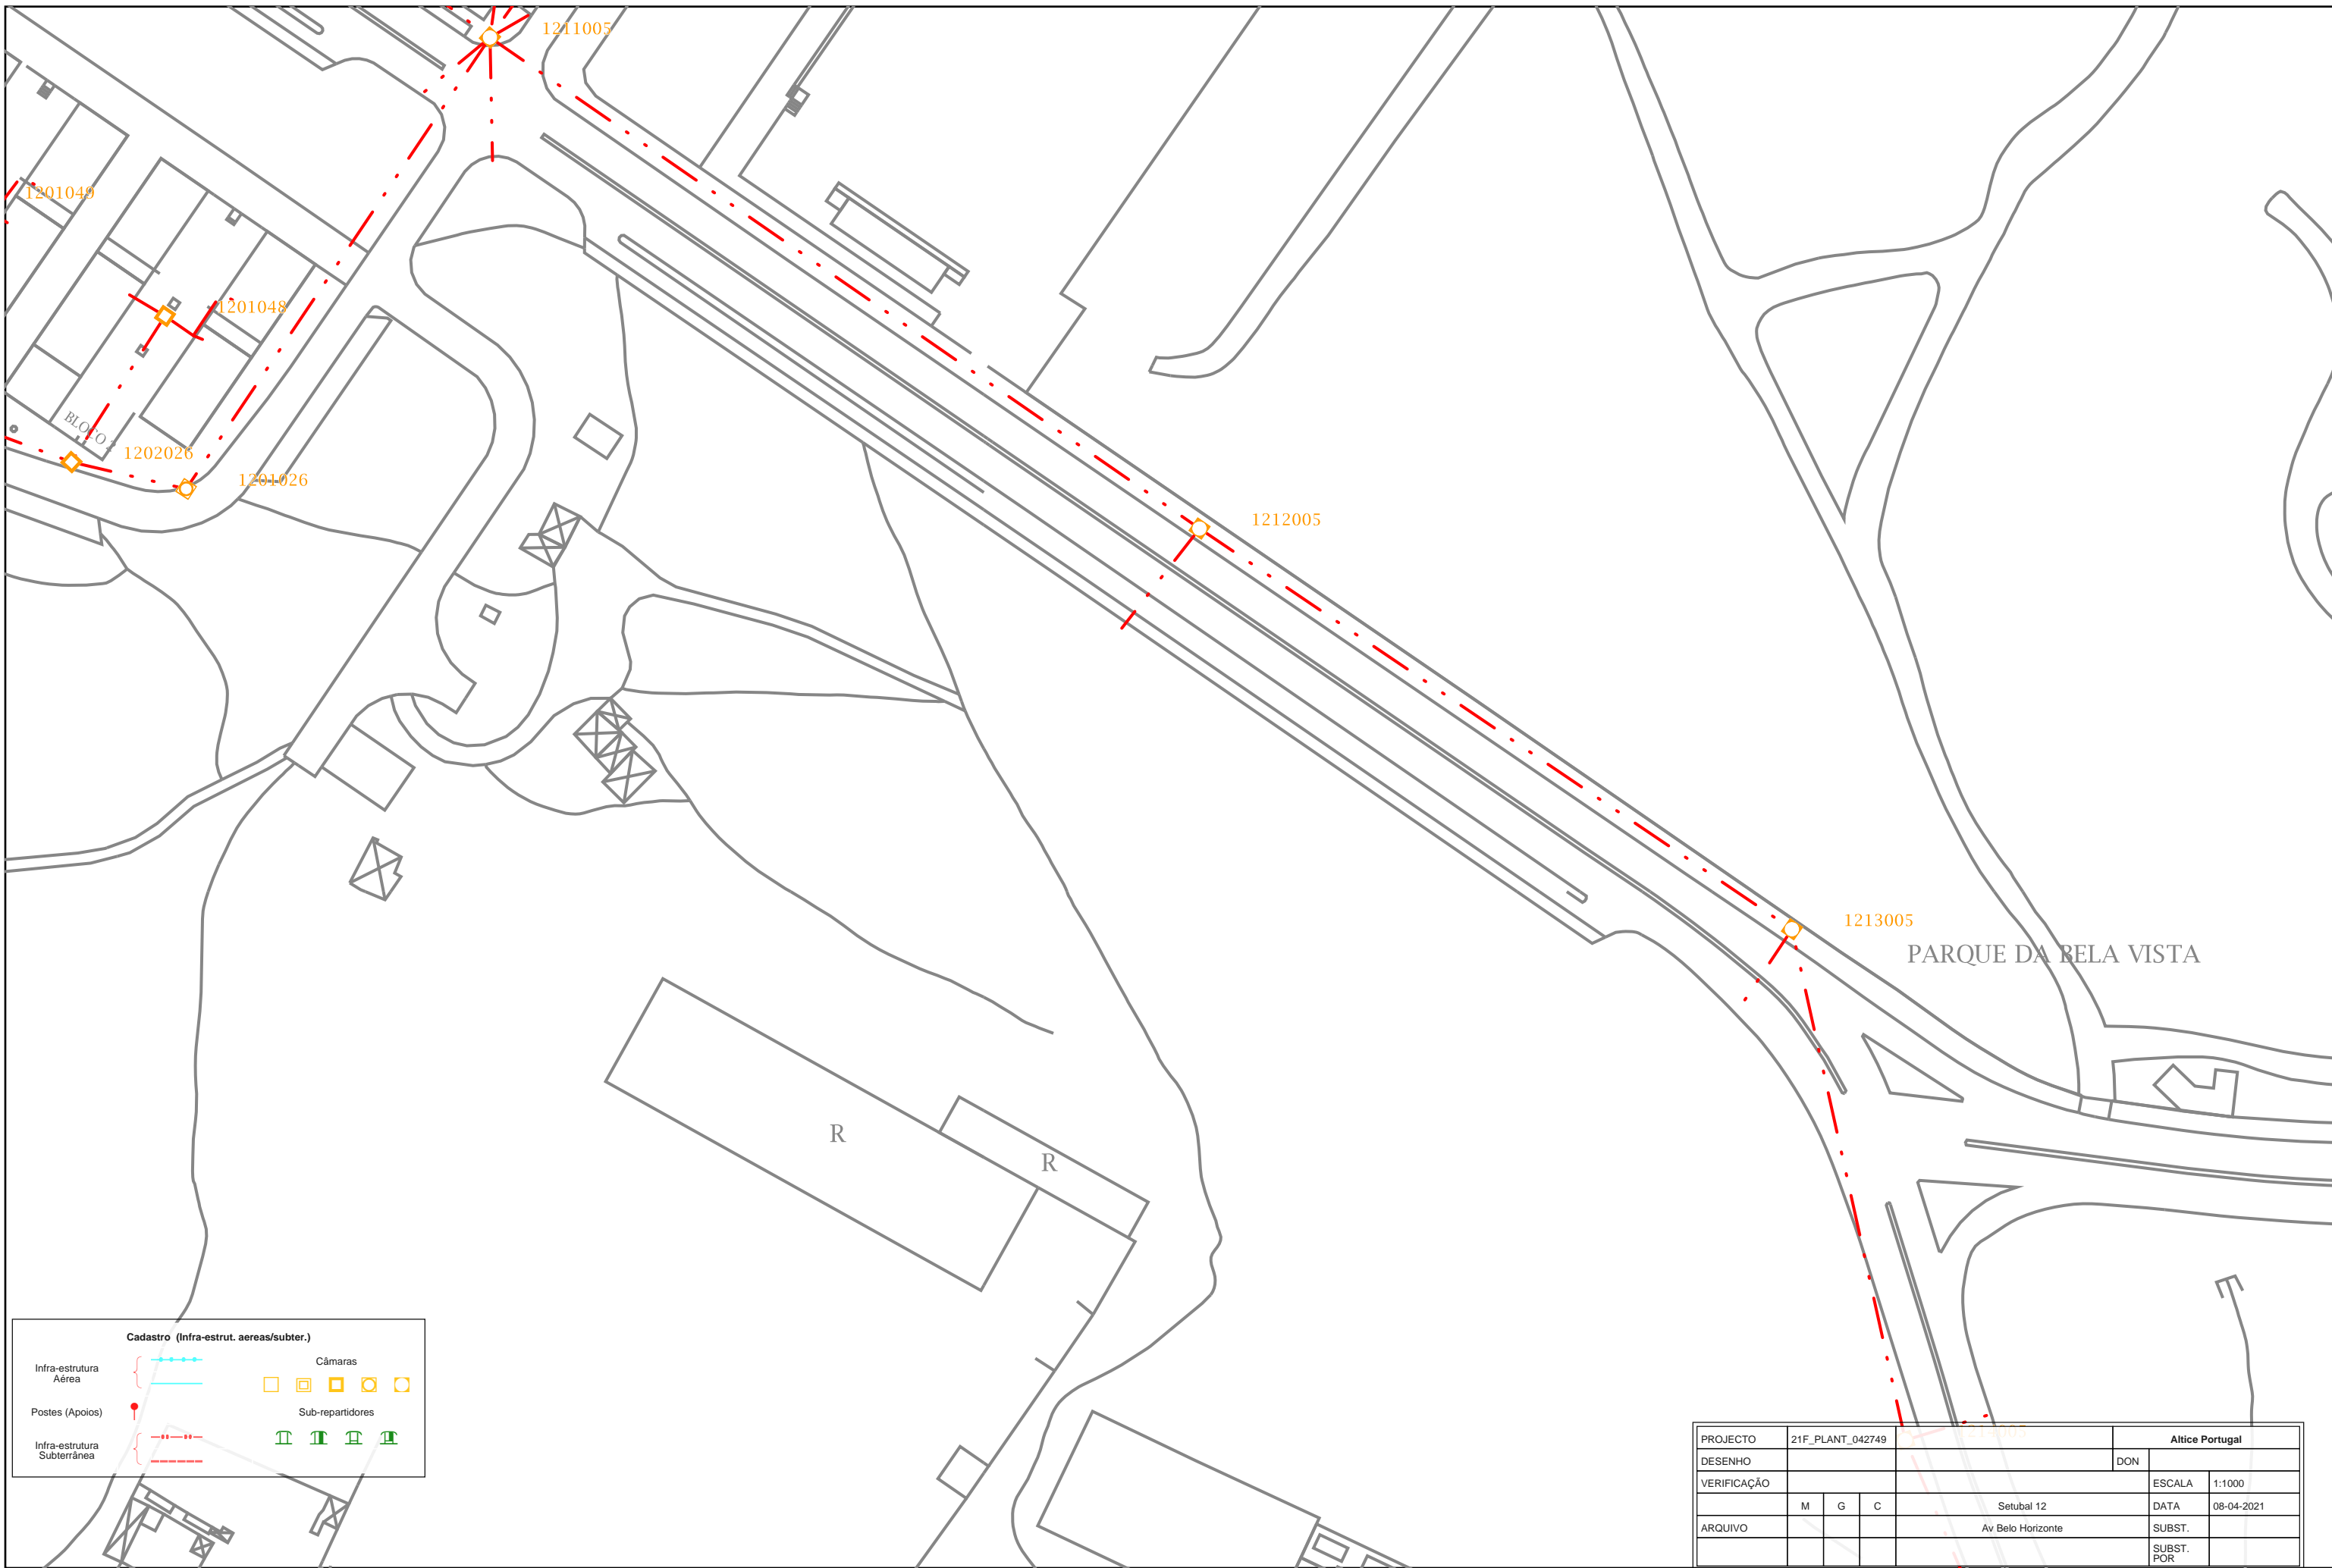 1211005
1201049
1201048
BLOCO 2
1202026
1201026
1212005
1213005
PARQUE DA BELA VISTA
R
R
Cadastro (Infra-estrut. aereas/subter.)
Infra-estrutura
Aérea
Câmaras
Postes (Apoios)
Sub-repartidores
Infra-estrutura
Subterrânea
1214005
PROJECTO 21F_PLANT_042749 Altice Portugal
DESENHO DON
VERIFICAÇÃO ESCALA 1:1000
M G C Setubal 12 DATA 08-04-2021
ARQUIVO Av Belo Horizonte SUBST.
SUBST.
POR